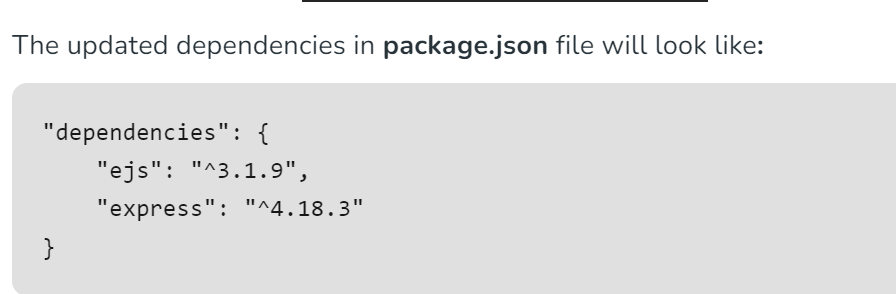 The updated dependencies in package.json file will look like:
"dependencies": {
    "ejs": "^3.1.9",
    "express": "^4.18.3"
}